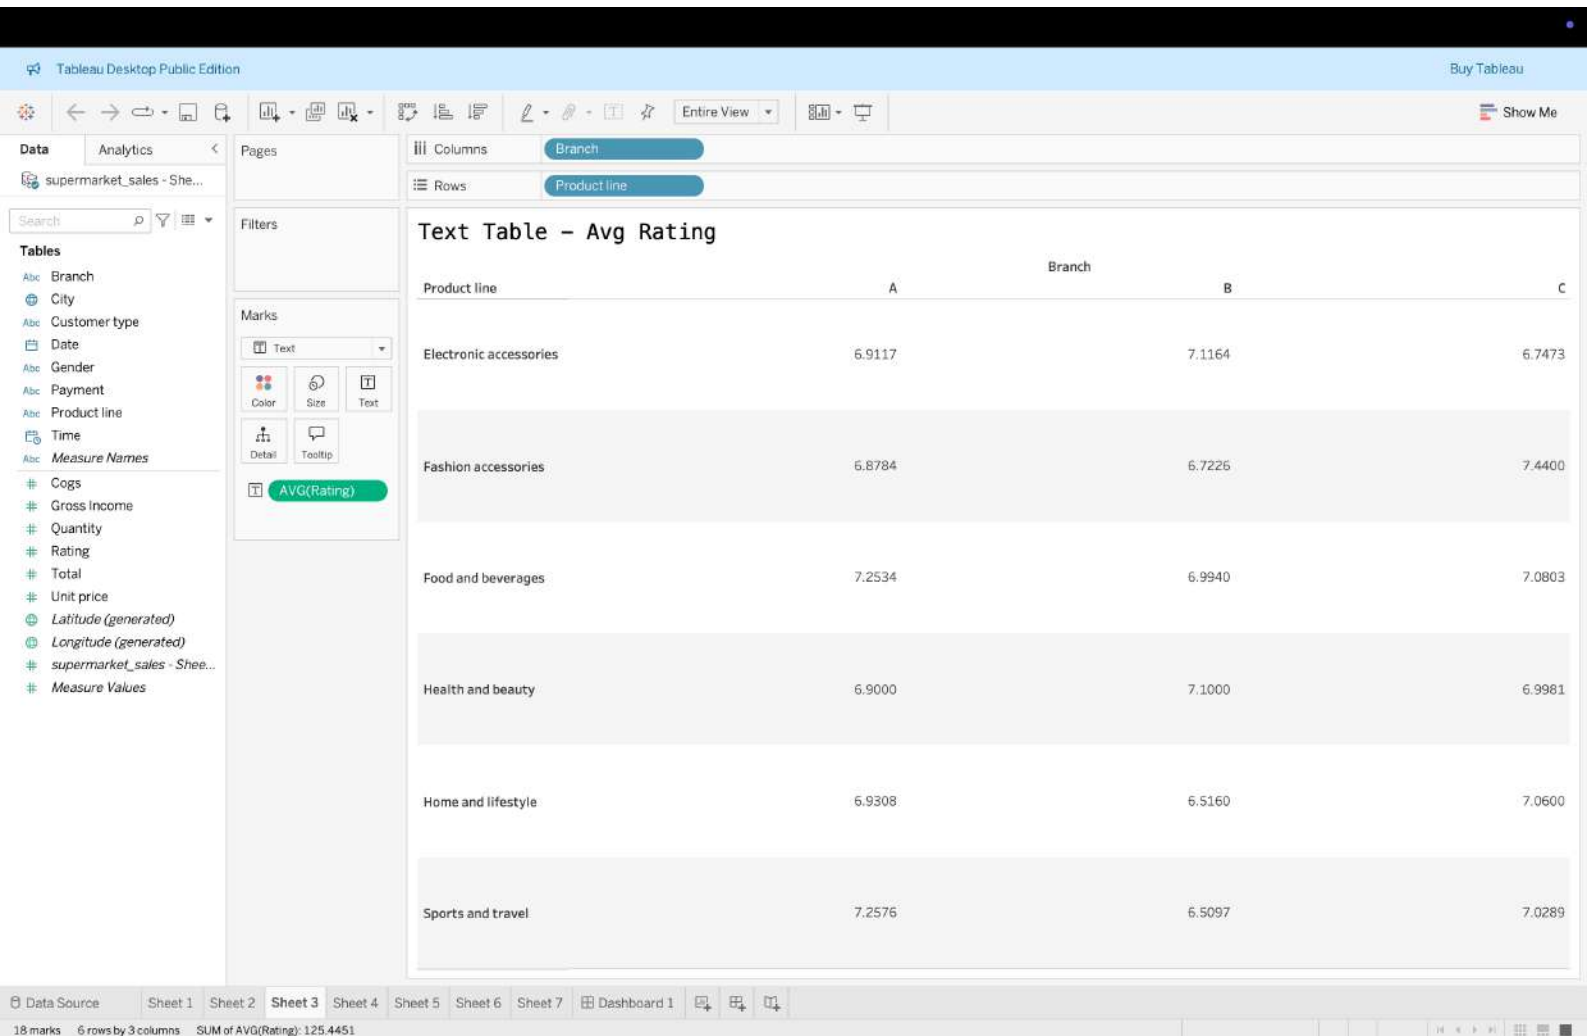 Tableau Desktop Public Edition
Buy Tableau
Entire View
Show Me
Data
Analytics
Pages
Columns
Branch
supermarket_sales - She...
Rows
Product line
Search
Filters
Text Table – Avg Rating
Tables
Branch
Product line
A
B
C
Abc Branch
City
Abc Customer type
Date
Abc Gender
Abc Payment
Abc Product line
Time
Abc Measure Names
# Cogs
# Gross Income
# Quantity
# Rating
# Total
# Unit price
Latitude (generated)
Longitude (generated)
# supermarket_sales - Shee...
# Measure Values
Marks
T Text
Color
Size
T
Text
Detail
Tooltip
T AVG(Rating)
Electronic accessories 6.9117 7.1164 6.7473
Fashion accessories 6.8784 6.7226 7.4400
Food and beverages 7.2534 6.9940 7.0803
Health and beauty 6.9000 7.1000 6.9981
Home and lifestyle 6.9308 6.5160 7.0600
Sports and travel 7.2576 6.5097 7.0289
Data Source Sheet 1 Sheet 2 Sheet 3 Sheet 4 Sheet 5 Sheet 6 Sheet 7 Dashboard 1
18 marks 6 rows by 3 columns SUM of AVG(Rating): 125.4451